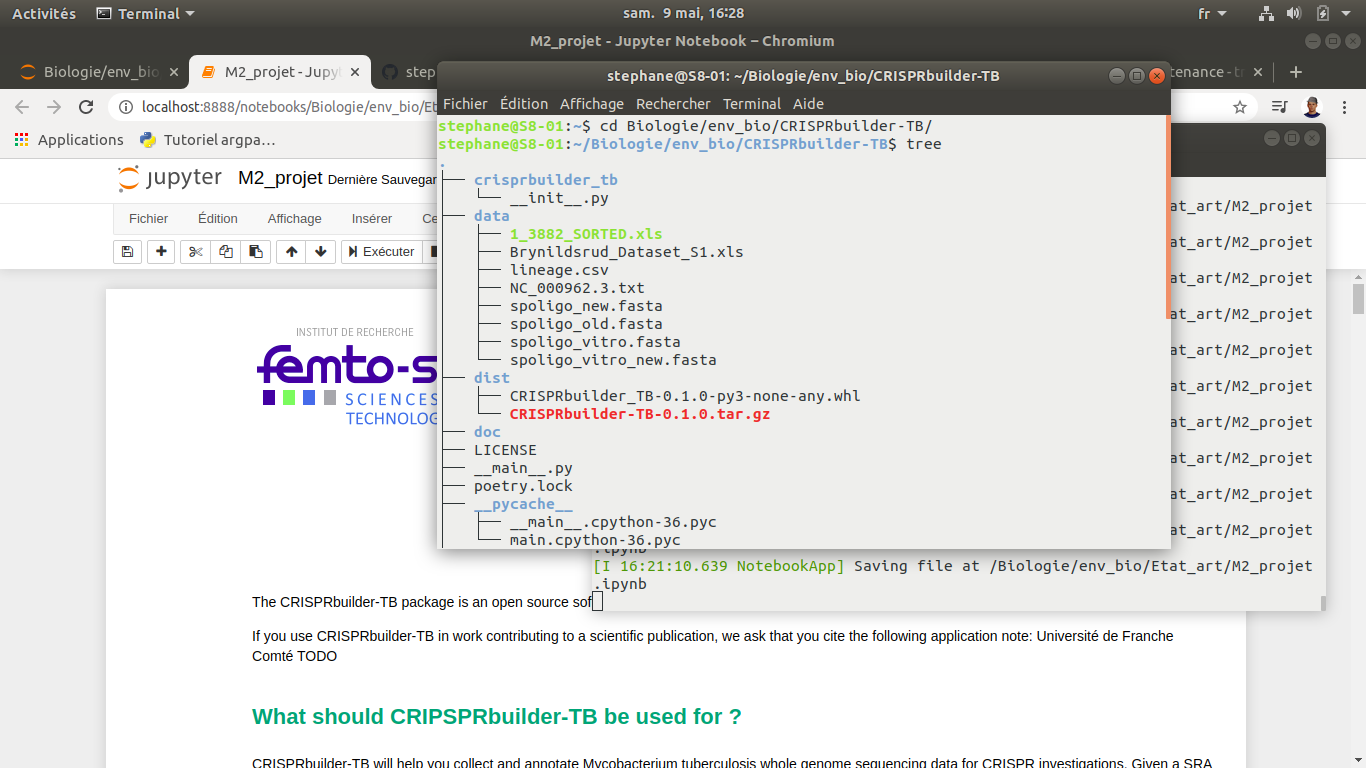 Activités
Terminal
sam. 9 mai, 16:28
fr
M2_projet - Jupyter Notebook – Chromium
Biologie/env_bio
M2_projet - Jupyt
step
tenance - tr
localhost:8888/notebooks/Biologie/env_bio/Et
Applications
Tutoriel argpa…
jupyter M2_projet Dernière Sauvegar
Fichier Édition Affichage Insérer Ce
Exécuter
INSTITUT DE RECHERCHE
femto-s
SCIENCES
TECHNOLOG
stephane@S8-01: ~/Biologie/env_bio/CRISPRbuilder-TB
Fichier Édition Affichage Rechercher Terminal Aide
stephane@S8-01:~$ cd Biologie/env_bio/CRISPRbuilder-TB/
stephane@S8-01:~/Biologie/env_bio/CRISPRbuilder-TB$ tree
.
├── crisprbuilder_tb
│   └── __init__.py
├── data
│   ├── 1_3882_SORTED.xls
│   ├── Brynildsrud_Dataset_S1.xls
│   ├── lineage.csv
│   ├── NC_000962.3.txt
│   ├── spoligo_new.fasta
│   ├── spoligo_old.fasta
│   ├── spoligo_vitro.fasta
│   └── spoligo_vitro_new.fasta
├── dist
│   ├── CRISPRbuilder_TB-0.1.0-py3-none-any.whl
│   └── CRISPRbuilder-TB-0.1.0.tar.gz
├── doc
├── LICENSE
├── __main__.py
├── poetry.lock
├── __pycache__
│   ├── __main__.cpython-36.pyc
│   └── main.cpython-36.pyc
at_art/M2_projet
at_art/M2_projet
at_art/M2_projet
at_art/M2_projet
at_art/M2_projet
at_art/M2_projet
at_art/M2_projet
at_art/M2_projet
at_art/M2_projet
at_art/M2_projet
.ipynb
[I 16:21:10.639 NotebookApp] Saving file at /Biologie/env_bio/Etat_art/M2_projet
.ipynb
The CRISPRbuilder-TB package is an open source sof
If you use CRISPRbuilder-TB in work contributing to a scientific publication, we ask that you cite the following application note: Université de Franche
Comté TODO
What should CRIPSPRbuilder-TB be used for ?
CRISPRbuilder-TB will help you collect and annotate Mycobacterium tuberculosis whole genome sequencing data for CRISPR investigations. Given a SRA